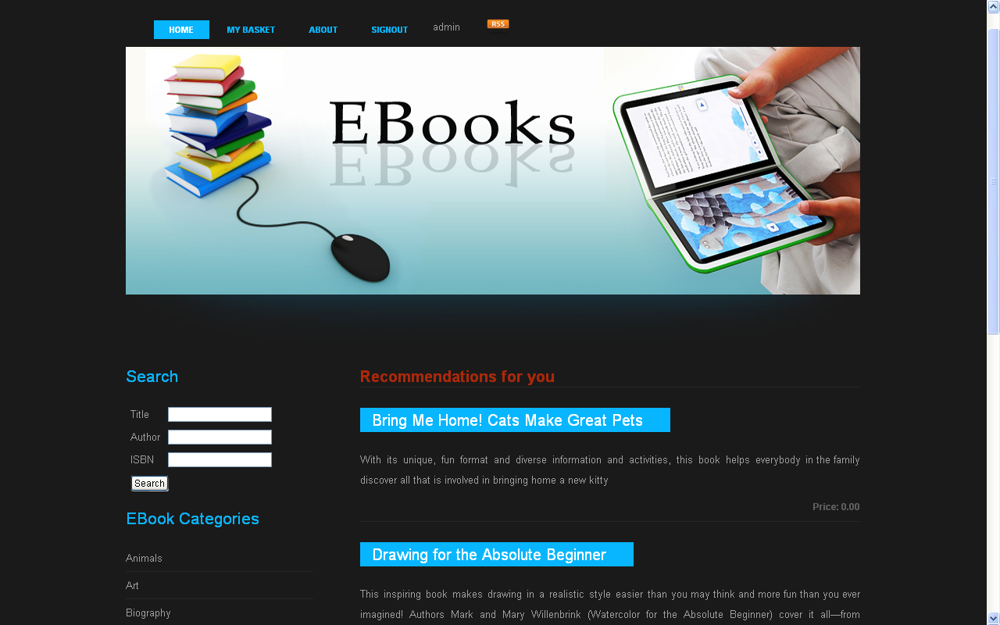 HOME MY BASKET ABOUT SIGNOUT admin RSS
EBooks
Search
Title
Author
ISBN
Search
EBook Categories
Animals
Art
Biography
Recommendations for you
Bring Me Home! Cats Make Great Pets
With its unique, fun format and diverse information and activities, this book helps everybody in the family
discover all that is involved in bringing home a new kitty
Price: 0.00
Drawing for the Absolute Beginner
This inspiring book makes drawing in a realistic style easier than you may think and more fun than you ever
imagined! Authors Mark and Mary Willenbrink (Watercolor for the Absolute Beginner) cover it all—from